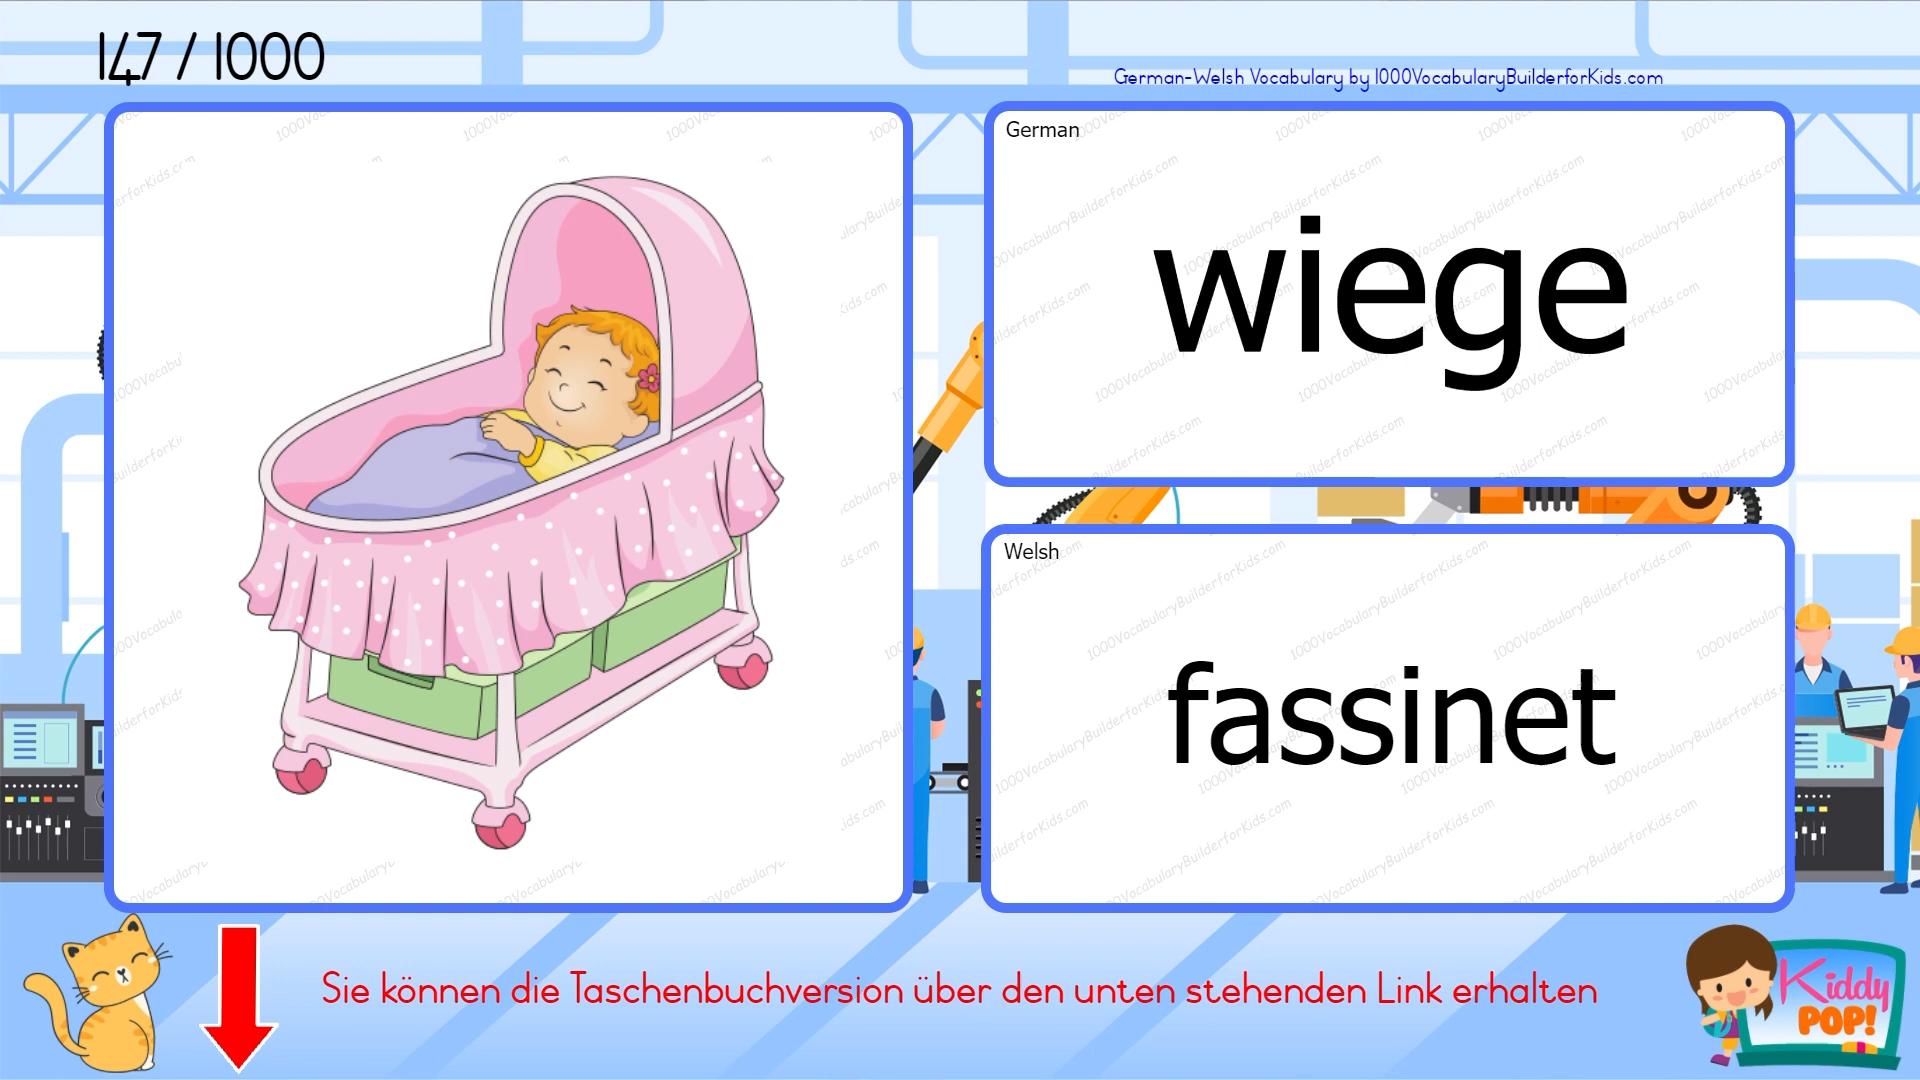 147 / 1000
German-Welsh Vocabulary by 1000VocabularyBuilderforKids.com
German
wiege
Welsh
fassinet
Sie können die Taschenbuchversion über den unten stehenden Link erhalten
Kiddy
POP!